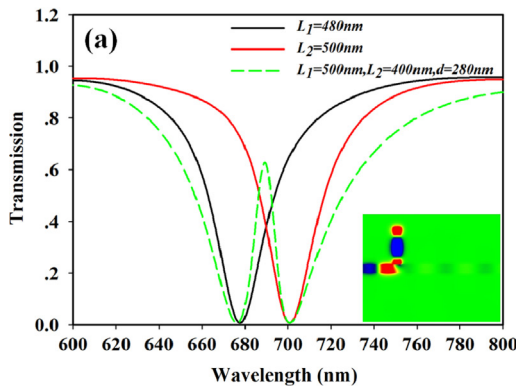 (a)
L1=480nm
L2=500nm
L1=500nm,L2=400nm,d=280nm
Transmission
1.2
1.0
.8
.6
.4
.2
0.0
600 620 640 660 680 700 720 740 760 780 800
Wavelength (nm)